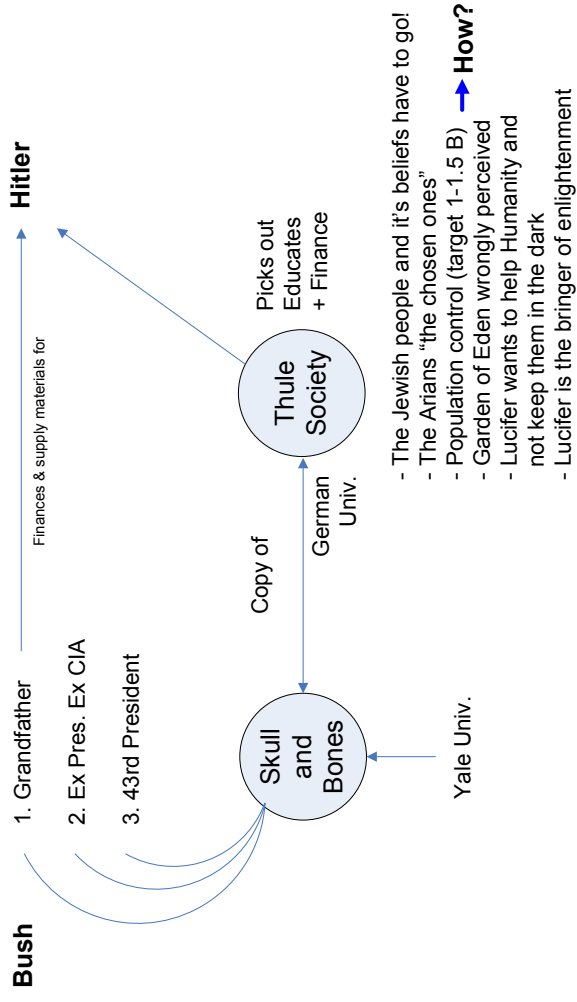 Bush
1. Grandfather
2. Ex Pres. Ex CIA
3. 43rd President
Finances & supply materials for
Hitler
Skull
and
Bones
Yale Univ.
Copy of
German
Univ.
Thule
Society
Picks out
Educates
+ Finance
- The Jewish people and it’s beliefs have to go!
- The Arians “the chosen ones”
- Population control (target 1-1.5 B)
How?
- Garden of Eden wrongly perceived
- Lucifer wants to help Humanity and
not keep them in the dark
- Lucifer is the bringer of enlightenment